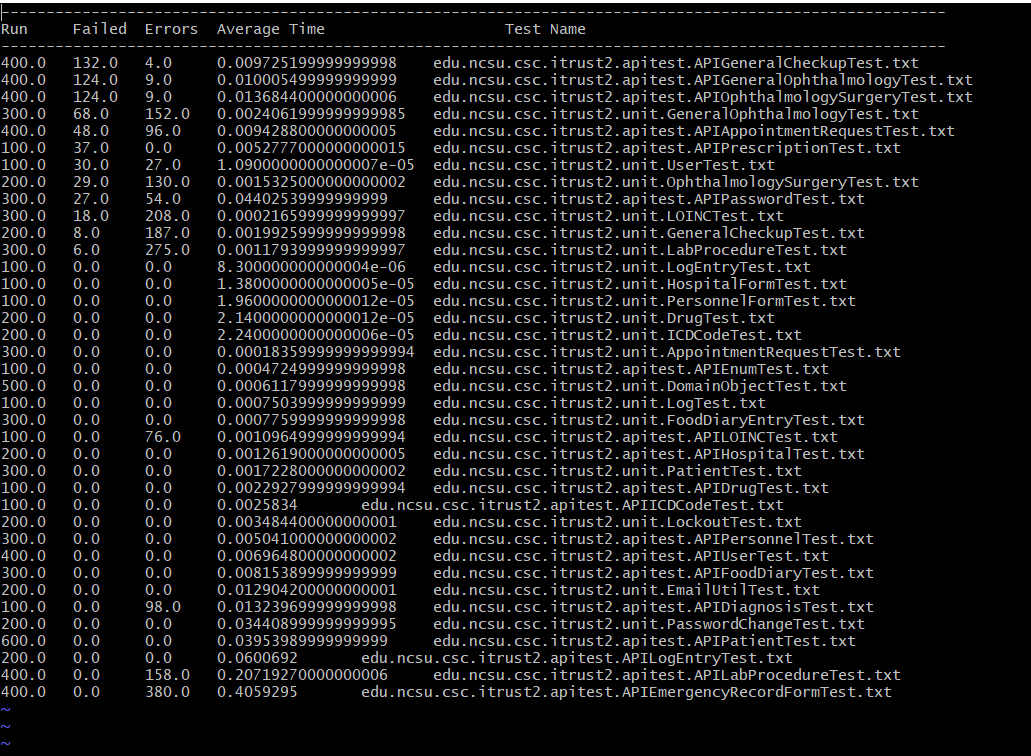 --------------------------------------------------------------------------------------------------------
Run Failed Errors Average Time Test Name
--------------------------------------------------------------------------------------------------------
400.0 132.0 4.0 0.009725199999999998 edu.ncsu.csc.itrust2.apitest.APIGeneralCheckupTest.txt
400.0 124.0 9.0 0.010005499999999999 edu.ncsu.csc.itrust2.apitest.APIGeneralOphthalmologyTest.txt
400.0 124.0 9.0 0.013684400000000006 edu.ncsu.csc.itrust2.apitest.APIOphthalmologySurgeryTest.txt
300.0 68.0 152.0 0.0024061999999999985 edu.ncsu.csc.itrust2.unit.GeneralOphthalmologyTest.txt
400.0 48.0 96.0 0.009428800000000005 edu.ncsu.csc.itrust2.apitest.APIAppointmentRequestTest.txt
100.0 37.0 0.0 0.0052777000000000015 edu.ncsu.csc.itrust2.apitest.APIPrescriptionTest.txt
100.0 30.0 27.0 1.0900000000000007e-05 edu.ncsu.csc.itrust2.unit.UserTest.txt
200.0 29.0 130.0 0.0015325000000000002 edu.ncsu.csc.itrust2.unit.OphthalmologySurgeryTest.txt
300.0 27.0 54.0 0.04402539999999999 edu.ncsu.csc.itrust2.apitest.APIPasswordTest.txt
300.0 18.0 208.0 0.0002165999999999997 edu.ncsu.csc.itrust2.unit.LOINCTest.txt
200.0 8.0 187.0 0.0019925999999999998 edu.ncsu.csc.itrust2.unit.GeneralCheckupTest.txt
300.0 6.0 275.0 0.0011793999999999997 edu.ncsu.csc.itrust2.unit.LabProcedureTest.txt
100.0 0.0 0.0 8.300000000000004e-06 edu.ncsu.csc.itrust2.unit.LogEntryTest.txt
100.0 0.0 0.0 1.3800000000000005e-05 edu.ncsu.csc.itrust2.unit.HospitalFormTest.txt
100.0 0.0 0.0 1.9600000000000012e-05 edu.ncsu.csc.itrust2.unit.PersonnelFormTest.txt
200.0 0.0 0.0 2.1400000000000012e-05 edu.ncsu.csc.itrust2.unit.DrugTest.txt
200.0 0.0 0.0 2.2400000000000006e-05 edu.ncsu.csc.itrust2.unit.ICDCodeTest.txt
300.0 0.0 0.0 0.00018359999999999994 edu.ncsu.csc.itrust2.unit.AppointmentRequestTest.txt
100.0 0.0 0.0 0.0004724999999999998 edu.ncsu.csc.itrust2.apitest.APIEnumTest.txt
500.0 0.0 0.0 0.0006117999999999998 edu.ncsu.csc.itrust2.unit.DomainObjectTest.txt
100.0 0.0 0.0 0.0007503999999999999 edu.ncsu.csc.itrust2.unit.LogTest.txt
300.0 0.0 0.0 0.0007759999999999998 edu.ncsu.csc.itrust2.unit.FoodDiaryEntryTest.txt
100.0 0.0 76.0 0.0010964999999999994 edu.ncsu.csc.itrust2.apitest.APILOINCTest.txt
200.0 0.0 0.0 0.0012619000000000005 edu.ncsu.csc.itrust2.apitest.APIHospitalTest.txt
300.0 0.0 0.0 0.0017228000000000002 edu.ncsu.csc.itrust2.unit.PatientTest.txt
100.0 0.0 0.0 0.0022927999999999994 edu.ncsu.csc.itrust2.apitest.APIDrugTest.txt
100.0 0.0 0.0 0.0025834 edu.ncsu.csc.itrust2.apitest.APIICDCodeTest.txt
200.0 0.0 0.0 0.003484400000000001 edu.ncsu.csc.itrust2.unit.LockoutTest.txt
300.0 0.0 0.0 0.005041000000000002 edu.ncsu.csc.itrust2.apitest.APIPersonnelTest.txt
400.0 0.0 0.0 0.006964800000000002 edu.ncsu.csc.itrust2.apitest.APIUserTest.txt
300.0 0.0 0.0 0.008153899999999999 edu.ncsu.csc.itrust2.apitest.APIFoodDiaryTest.txt
200.0 0.0 0.0 0.012904200000000001 edu.ncsu.csc.itrust2.unit.EmailUtilTest.txt
100.0 0.0 98.0 0.013239699999999998 edu.ncsu.csc.itrust2.apitest.APIDiagnosisTest.txt
200.0 0.0 0.0 0.034408999999999995 edu.ncsu.csc.itrust2.unit.PasswordChangeTest.txt
600.0 0.0 0.0 0.03953989999999999 edu.ncsu.csc.itrust2.apitest.APIPatientTest.txt
200.0 0.0 0.0 0.0600692 edu.ncsu.csc.itrust2.apitest.APILogEntryTest.txt
400.0 0.0 158.0 0.20719270000000006 edu.ncsu.csc.itrust2.apitest.APILabProcedureTest.txt
400.0 0.0 380.0 0.4059295 edu.ncsu.csc.itrust2.apitest.APIEmergencyRecordFormTest.txt
~
~
~